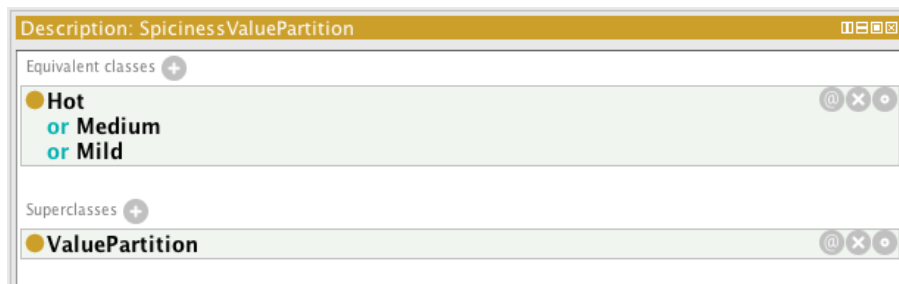 Description: SpicinessValuePartition
Equivalent classes
Hot
or Medium
or Mild
Superclasses
ValuePartition